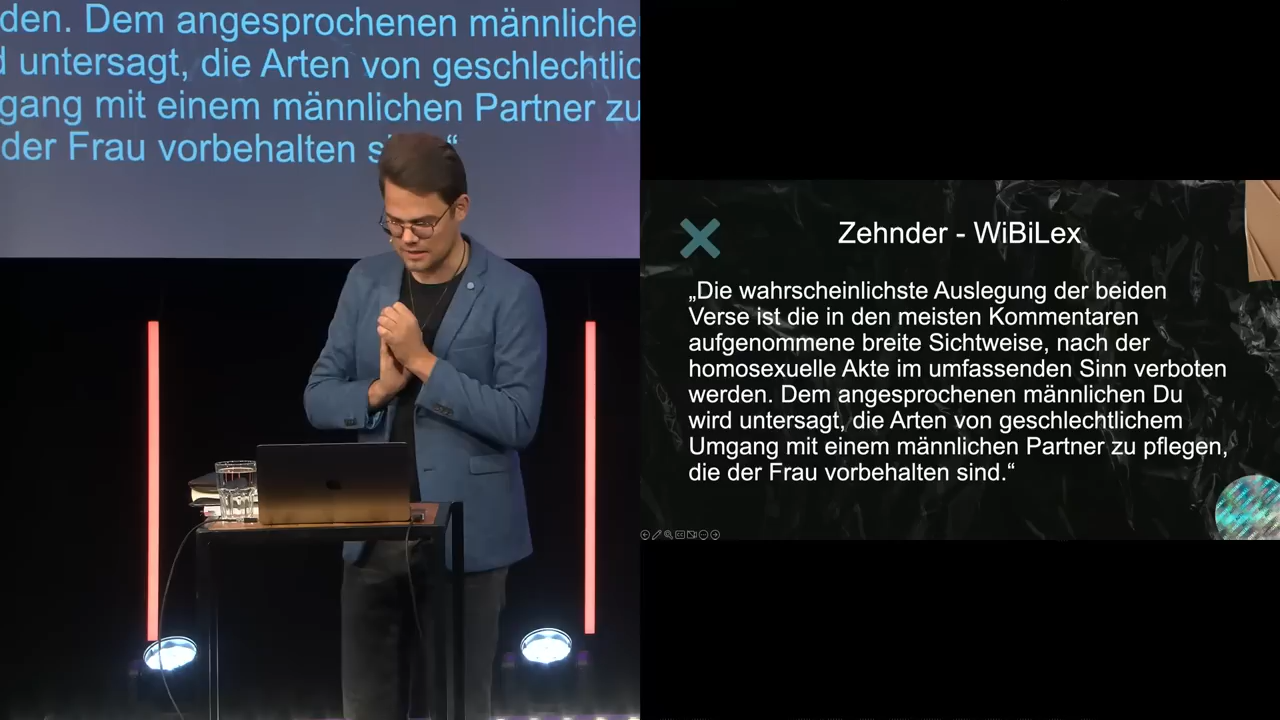 den. Dem angesprochenen männliche
d untersagt, die Arten von geschlechtlic
gang mit einem männlichen Partner zu
der Frau vorbehalten s “
Zehnder - WiBiLex
„Die wahrscheinlichste Auslegung der beiden
Verse ist die in den meisten Kommentaren
aufgenommene breite Sichtweise, nach der
homosexuelle Akte im umfassenden Sinn verboten
werden. Dem angesprochenen männlichen Du
wird untersagt, die Arten von geschlechtlichem
Umgang mit einem männlichen Partner zu pflegen,
die der Frau vorbehalten sind.“